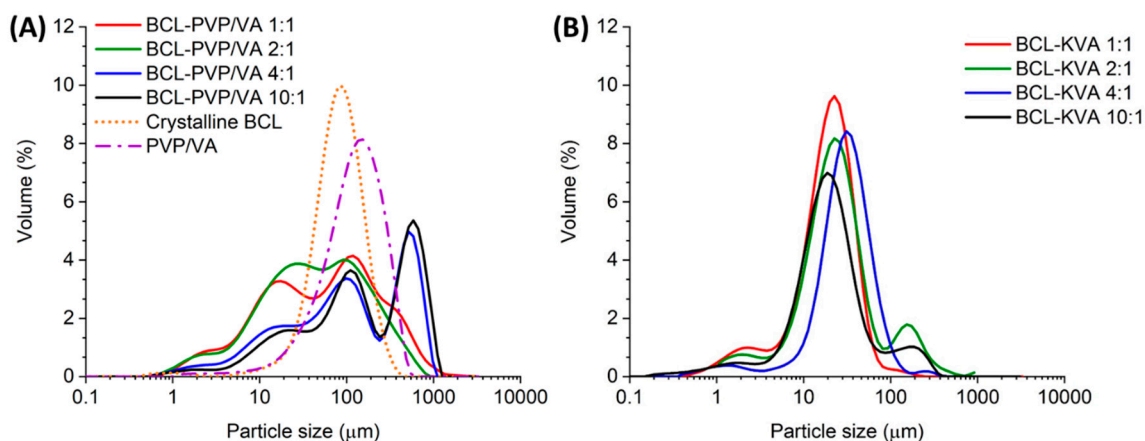 (A)
BCL-PVP/VA 1:1
BCL-PVP/VA 2:1
BCL-PVP/VA 4:1
BCL-PVP/VA 10:1
Crystalline BCL
PVP/VA
12
10
8
6
4
2
0
Volume (%)
0.1 1 10 100 1000 10000
Particle size (μm)
(B)
BCL-KVA 1:1
BCL-KVA 2:1
BCL-KVA 4:1
BCL-KVA 10:1
12
10
8
6
4
2
0
Volume (%)
0.1 1 10 100 1000 10000
Particle size (μm)